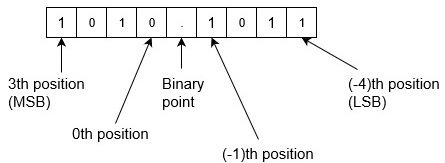 1 0 1 0 . 1 0 1 1
3th position
(MSB)
0th position
Binary
point
(-1)th position
(-4)th position
(LSB)